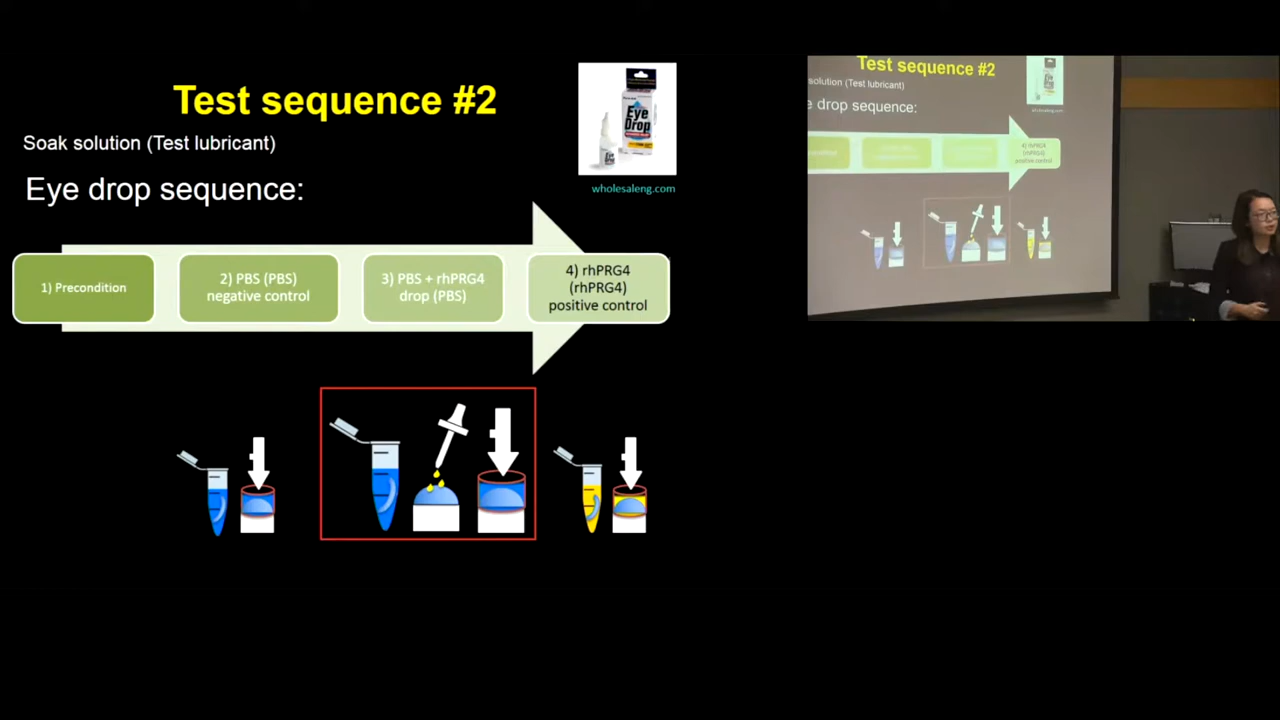 Test sequence #2
Soak solution (Test lubricant)
Eye drop sequence:
Eye
Drop
wholesaleng.com
1) Precondition
2) PBS (PBS)
negative control
3) PBS + rhPRG4
drop (PBS)
4) rhPRG4
(rhPRG4)
positive control
Test sequence #2
solution (Test lubricant)
e drop sequence:
4) rhPRG4
(rhPRG4)
positive control